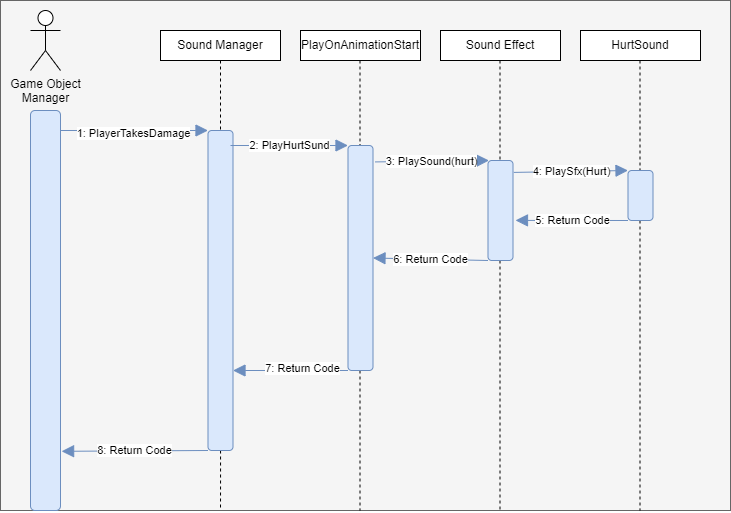 Sound Manager
PlayOnAnimationStart
Sound Effect
HurtSound
Game Object
Manager
1: PlayerTakesDamage
2: PlayHurtSund
3: PlaySound(hurt)
4: PlaySfx(Hurt)
5: Return Code
6: Return Code
7: Return Code
8: Return Code